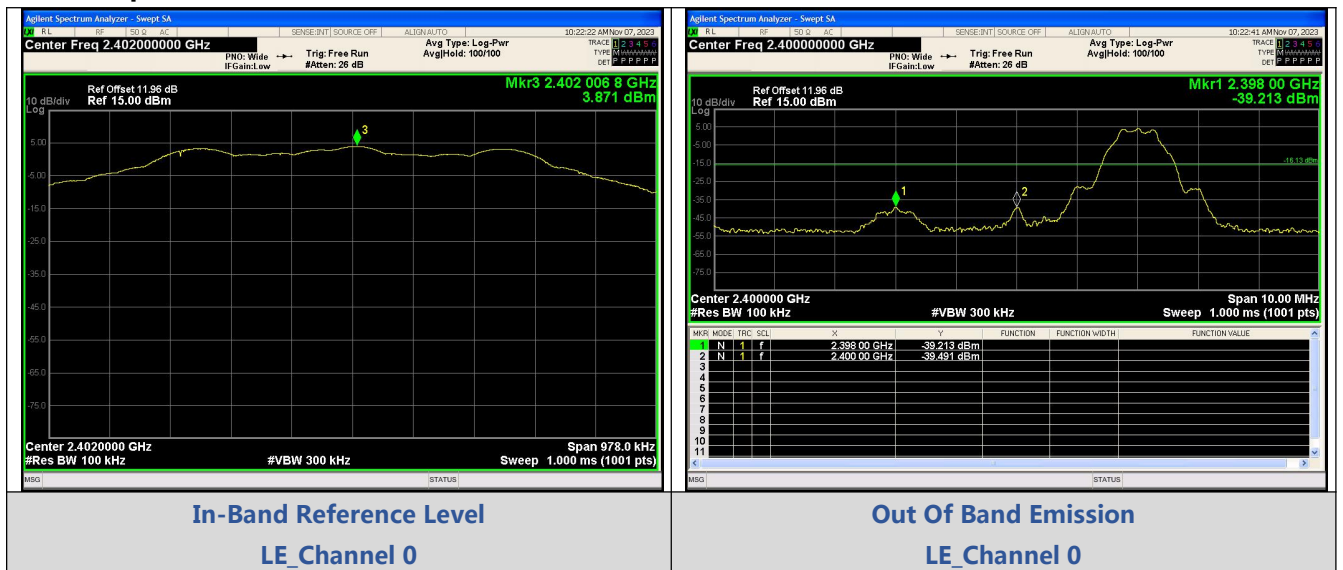 Agilent Spectrum Analyzer - Swept SA
LXI RL RF 50 Ω AC SENSE:INT SOURCE OFF ALIGNAUTO 10:22:22 AM Nov 07, 2023
Center Freq 2.402000000 GHz
PNO: Wide
IFGain:Low
Trig: Free Run
#Atten: 26 dB
Avg Type: Log-Pwr
Avg|Hold: 100/100
TRACE 1 2 3 4 5 6
TYPE M
DET P P P P P P
Ref Offset 11.96 dB
10 dB/div Ref 15.00 dBm
Log
Mkr3 2.402 006 8 GHz
3.871 dBm
3
5.00
-5.00
-15.0
-25.0
-35.0
-45.0
-55.0
-65.0
-75.0
Center 2.4020000 GHz Span 978.0 kHz
#Res BW 100 kHz #VBW 300 kHz Sweep 1.000 ms (1001 pts)
MSG STATUS
Agilent Spectrum Analyzer - Swept SA
LXI RL RF 50 Ω AC SENSE:INT SOURCE OFF ALIGNAUTO 10:22:41 AM Nov 07, 2023
Center Freq 2.400000000 GHz
PNO: Wide
IFGain:Low
Trig: Free Run
#Atten: 26 dB
Avg Type: Log-Pwr
Avg|Hold: 100/100
TRACE 1 2 3 4 5 6
TYPE M
DET P P P P P P
Ref Offset 11.96 dB
10 dB/div Ref 15.00 dBm
Log
Mkr1 2.398 00 GHz
-39.213 dBm
5.00
-5.00
-15.0
-16.13 dBm
-25.0
-35.0
1
2
-45.0
-55.0
-65.0
-75.0
Center 2.400000 GHz Span 10.00 MHz
#Res BW 100 kHz #VBW 300 kHz Sweep 1.000 ms (1001 pts)
MKR MODE TRC SCL X Y FUNCTION FUNCTION WIDTH FUNCTION VALUE
1 N 1 f 2.398 00 GHz -39.213 dBm
2 N 1 f 2.400 00 GHz -39.491 dBm
3
4
5
6
7
8
9
10
11
MSG STATUS
In-Band Reference Level
LE_Channel 0
Out Of Band Emission
LE_Channel 0